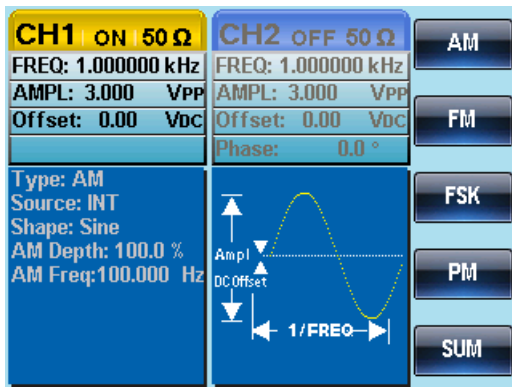 CH1 ON 50 Ω
FREQ: 1.000000 kHz
AMPL: 3.000 VPP
Offset: 0.00 VDC
CH2 OFF 50 Ω
FREQ: 1.000000 kHz
AMPL: 3.000 VPP
Offset: 0.00 VDC
Phase: 0.0 °
Type: AM
Source: INT
Shape: Sine
AM Depth: 100.0 %
AM Freq:100.000 Hz
Ampl
DC Offset
1/FREQ
AM
FM
FSK
PM
SUM